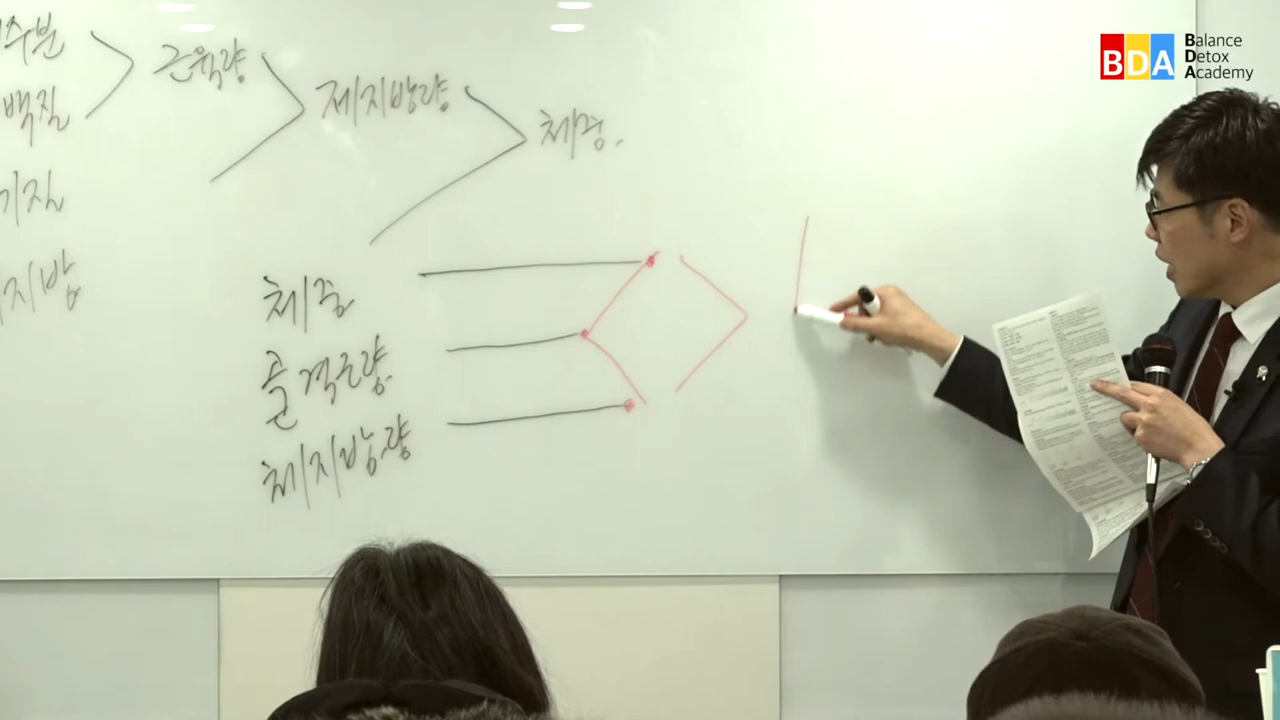 수분
근육량
제지방량
체중.
백질
기질
지방
체중
골격근량
체지방량
BDA Balance Detox Academy